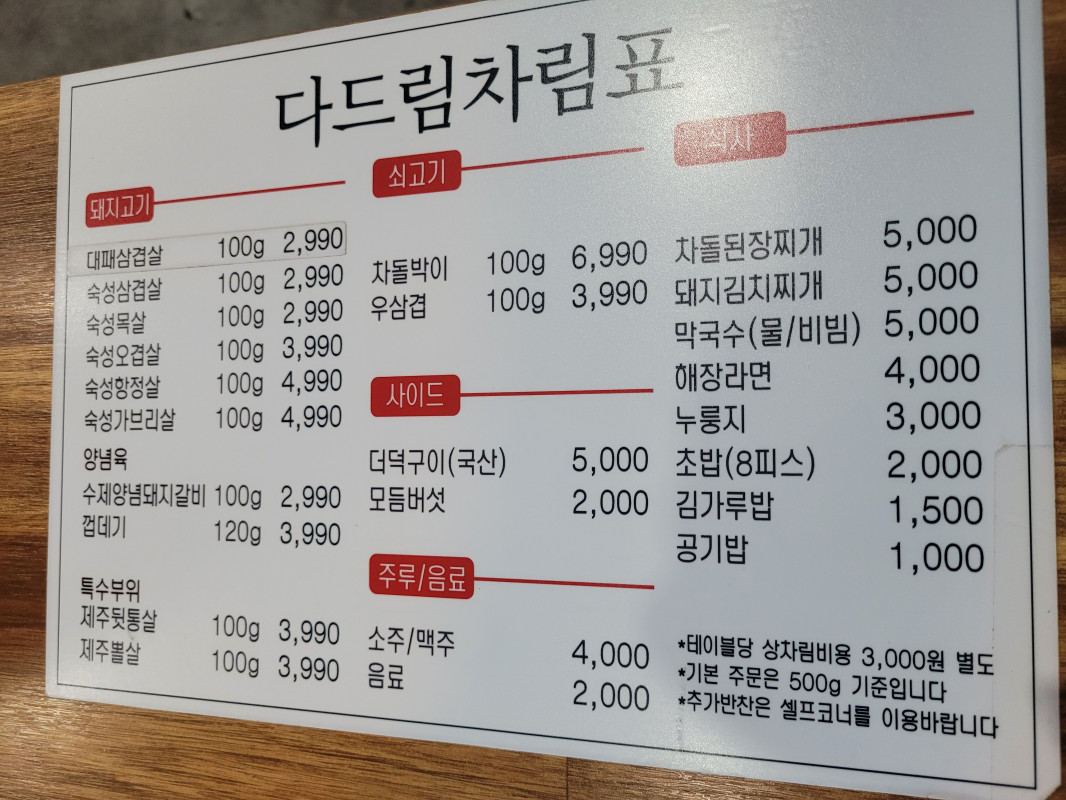 다드림차림표
돼지고기
대패삼겹살 100g 2,990
숙성삼겹살 100g 2,990
숙성목살 100g 2,990
숙성오겹살 100g 3,990
숙성항정살 100g 4,990
숙성가브리살 100g 4,990
양념육
수제양념돼지갈비 100g 2,990
껍데기 120g 3,990
특수부위
제주뒷통살 100g 3,990
제주뽈살 100g 3,990
쇠고기
차돌박이 100g 6,990
우삼겹 100g 3,990
사이드
더덕구이(국산) 5,000
모듬버섯 2,000
주루/음료
소주/맥주 4,000
음료 2,000
식사
차돌된장찌개 5,000
돼지김치찌개 5,000
막국수(물/비빔) 5,000
해장라면 4,000
누룽지 3,000
초밥(8피스) 2,000
김가루밥 1,500
공기밥 1,000
*테이블당 상차림비용 3,000원 별도
*기본 주문은 500g 기준입니다
*추가반찬은 셀프코너를 이용바랍니다